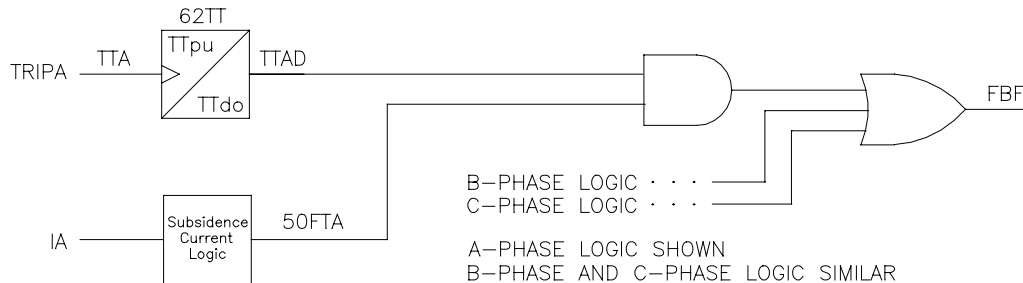 62TT
TTpu
TRIPA
TTA
TTAD
TTdo
FBF
B-PHASE LOGIC · · ·
C-PHASE LOGIC · · ·
IA
Subsidence
Current
Logic
50FTA
A-PHASE LOGIC SHOWN
B-PHASE AND C-PHASE LOGIC SIMILAR